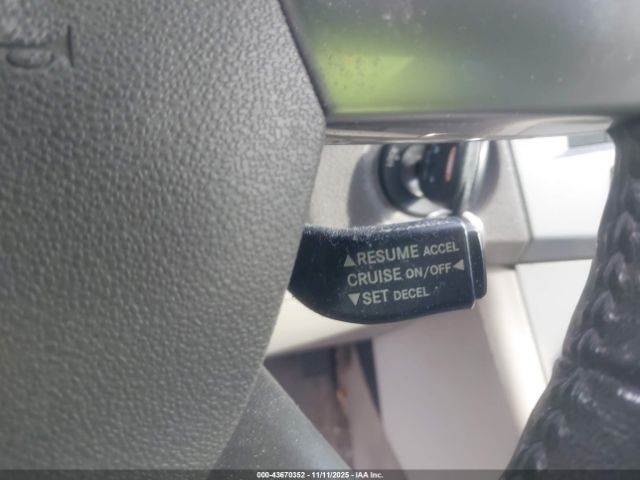 ▲RESUME ACCEL
CRUISE ON/OFF◀
▼SET DECEL
000-43670352 - 11/11/2025 - IAA Inc.